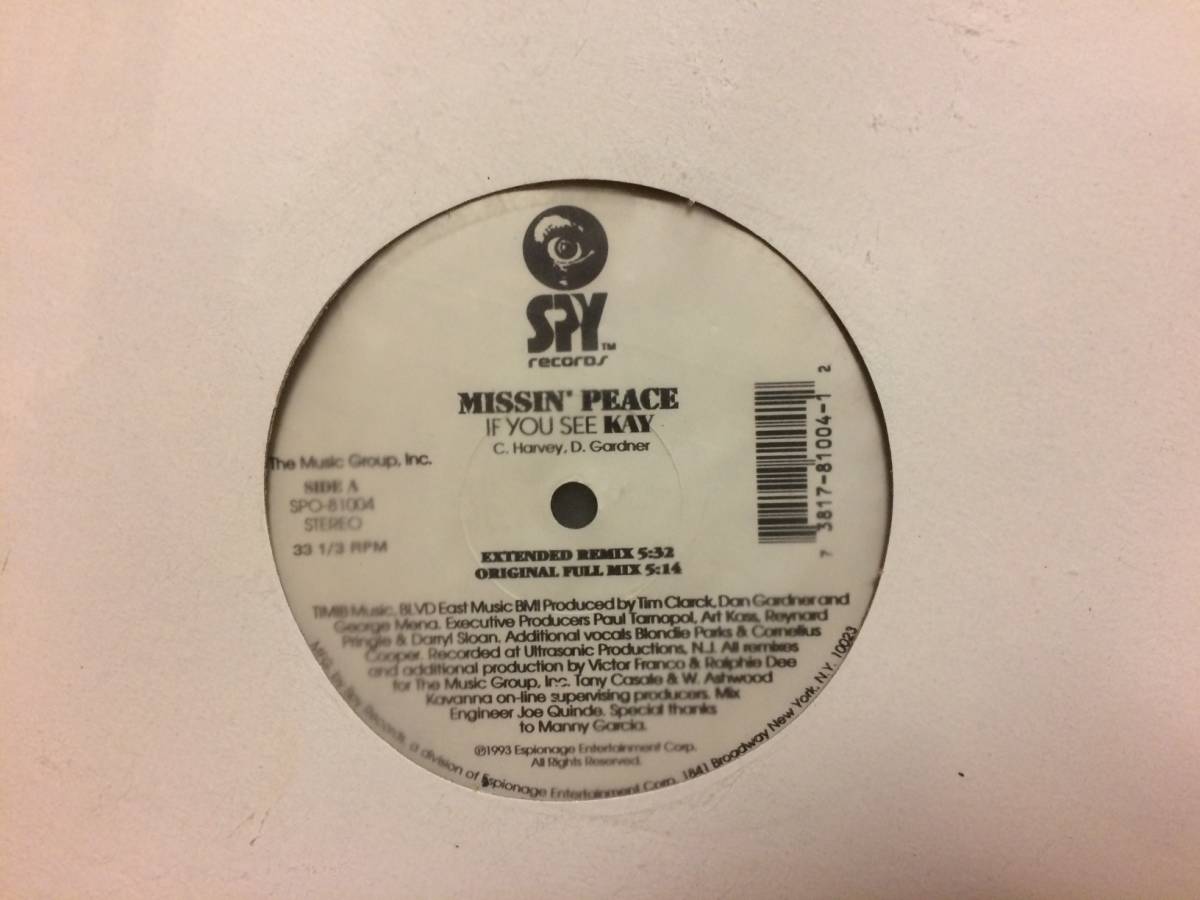 SPY TM
records
MISSIN' PEACE
IF YOU SEE KAY
C. Harvey, D. Gardner
The Music Group, Inc.
SIDE A
SPO-81004
STEREO
33 1/3 RPM
7 3817-81004-1 2
EXTENDED REMIX 5:32
ORIGINAL FULL MIX 5:14
TIMIB Music, BLVD East Music BMI Produced by Tim Clarck, Dan Gardner and
George Mena. Executive Producers Paul Tarnopol, Art Kass, Reynard
Pringle & Darryl Sloan. Additional vocals Blondie Parks & Cornelius
Cooper. Recorded at Ultrasonic Productions, N.J. All remixes
and additional production by Victor Franco & Ralphie Dee
for The Music Group, Inc. Tony Casale & W. Ashwood
Kavanna on-line supervising producers. Mix
Engineer Joe Quinde. Special thanks
to Manny Garcia.
℗1993 Espionage Entertainment Corp.
All Rights Reserved.
Mfg. by Spy Records, a division of Espionage Entertainment Corp. 1841 Broadway New York, N.Y. 10023